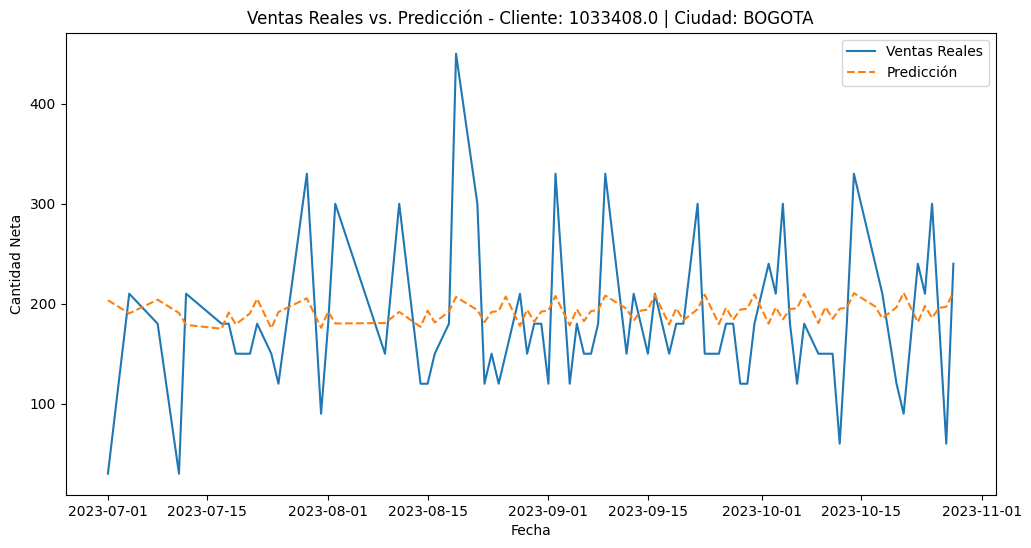 Ventas Reales vs. Predicción - Cliente: 1033408.0 | Ciudad: BOGOTA
Ventas Reales
Predicción
Cantidad Neta
400
300
200
100
2023-07-01 2023-07-15 2023-08-01 2023-08-15 2023-09-01 2023-09-15 2023-10-01 2023-10-15 2023-11-01
Fecha